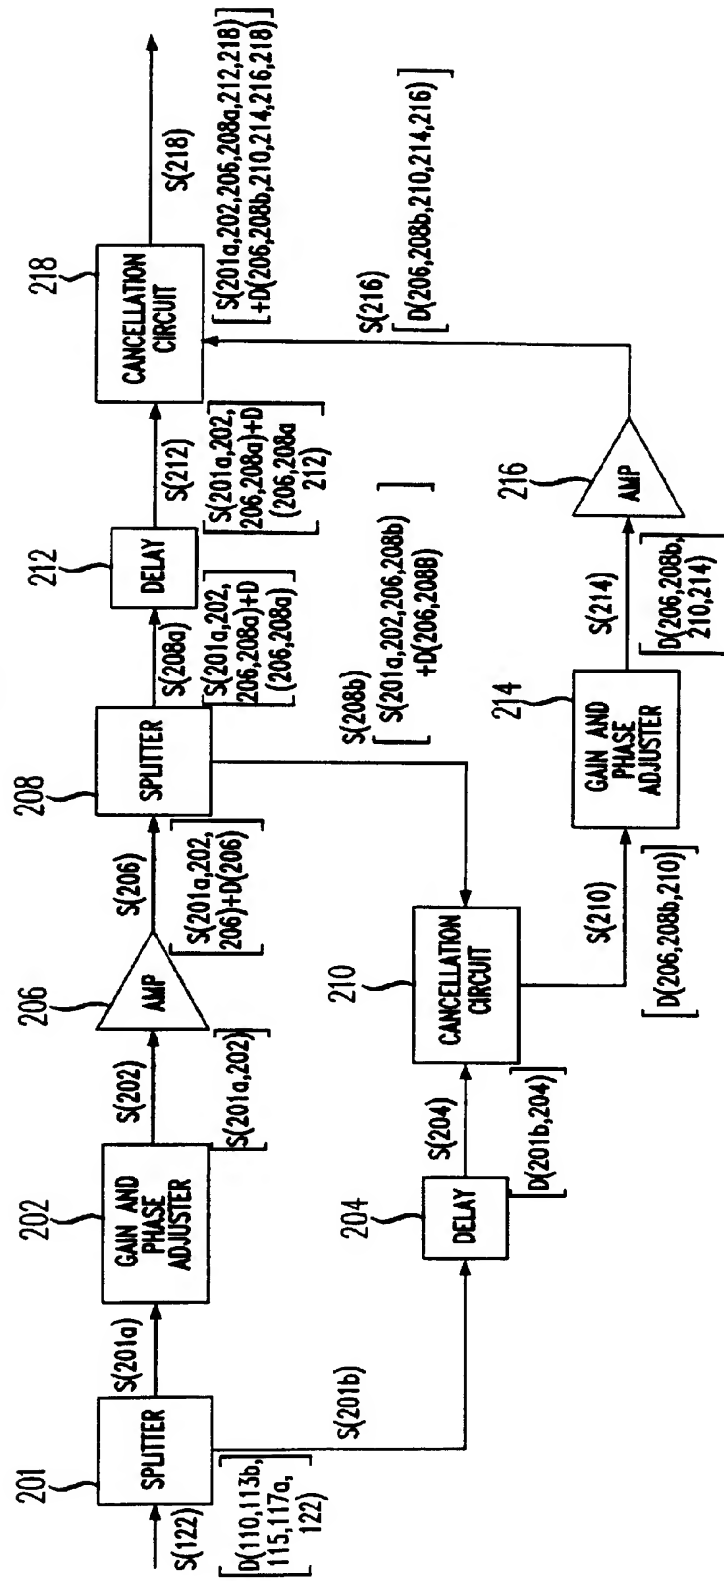 201
SPLITTER
S(122)
[D(110,113b,
115,117a,
122)]
S(201a)
S(201b)
202
GAIN AND
PHASE
ADJUSTER
S(202)
[S(201a,202)]
204
DELAY
S(204)
[D(201b,204)]
206
AMP
S(206)
[S(201a,202,
206)+D(206)]
208
SPLITTER
S(208a)
[S(201a,202,
206,208a)+D
(206,208a)]
S(208b)
[S(201a,202,206,208b)
+D(206,208B)]
210
CANCELLATION
CIRCUIT
S(210)
[D(206,208b,210)]
212
DELAY
S(212)
[S(201a,202,
206,208a)+D
(206,208a
212)]
214
GAIN AND
PHASE
ADJUSTER
S(214)
[D(206,208b,
210,214)]
216
AMP
S(216)
[D(206,208b,210,214,216)]
218
CANCELLATION
CIRCUIT
S(218)
[S(201a,202,206,208a,212,218)
+D(206,208b,210,214,216,218)]